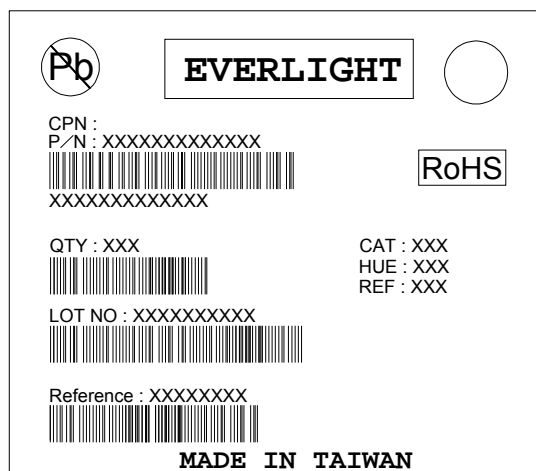 Pb
EVERLIGHT
CPN :
P/N : XXXXXXXXXXXXX
RoHS
XXXXXXXXXXXXX
QTY : XXX
CAT : XXX
HUE : XXX
REF : XXX
LOT NO : XXXXXXXXXX
Reference : XXXXXXXX
MADE IN TAIWAN